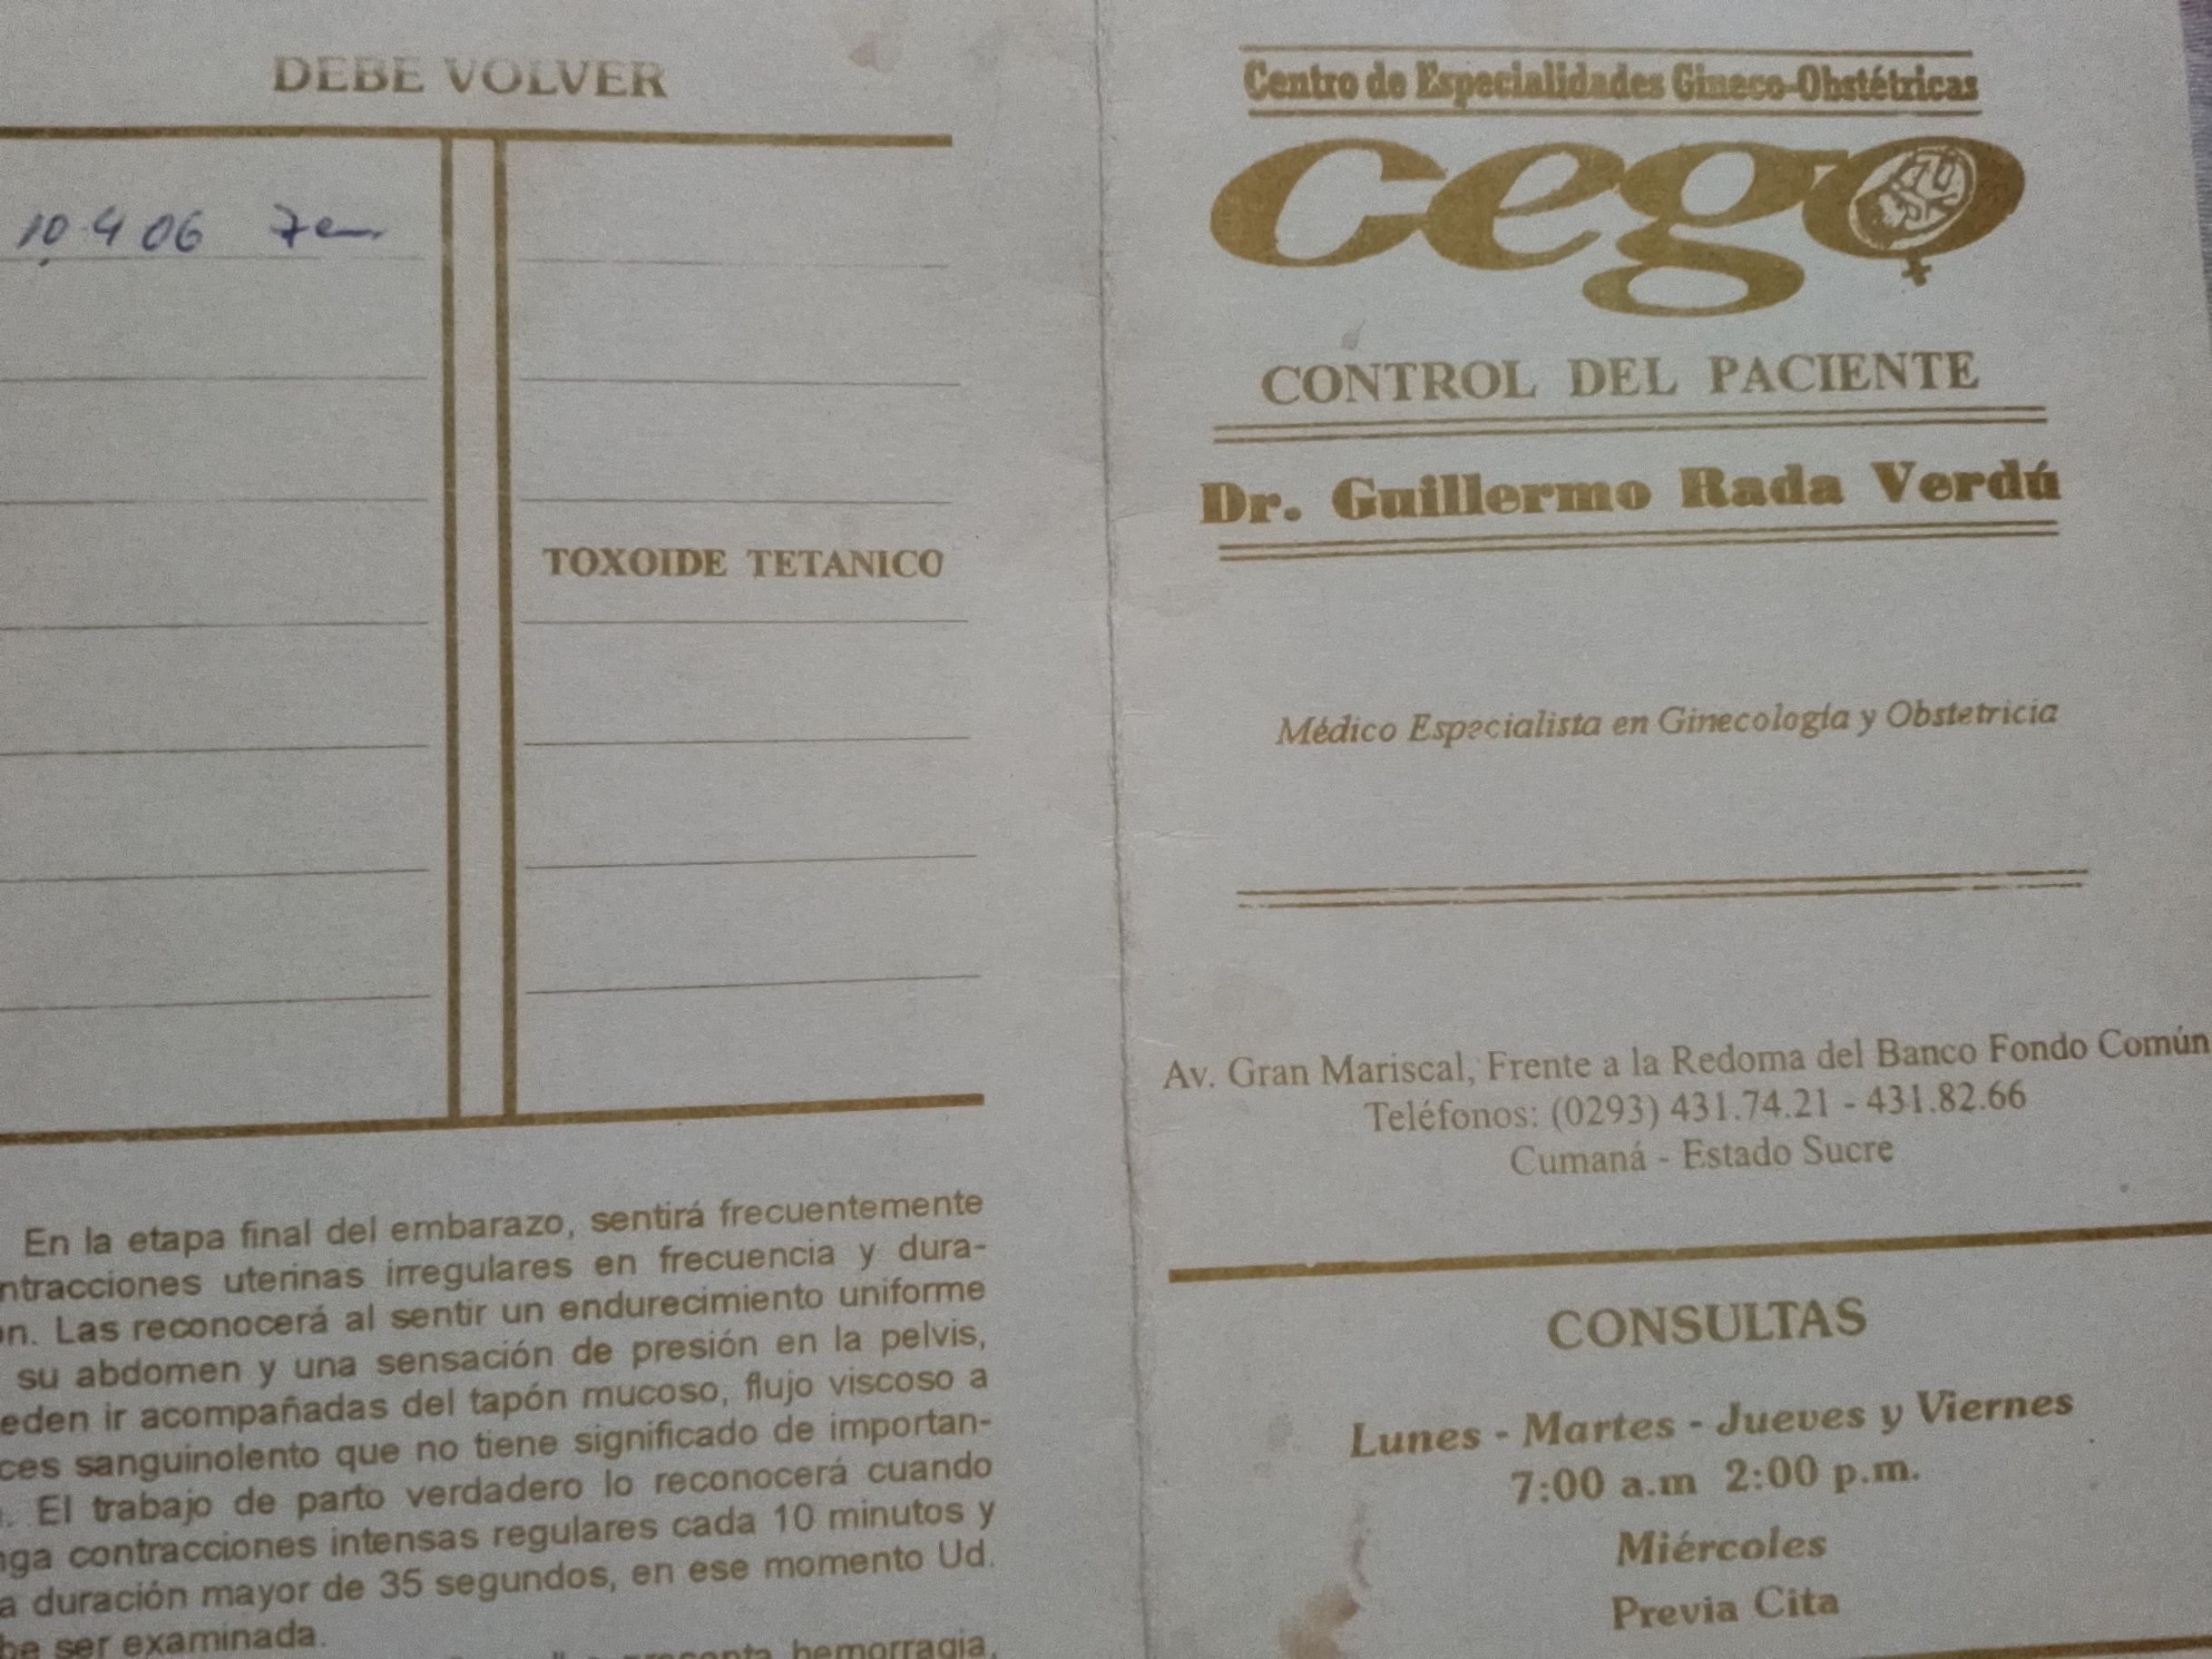 DEBE VOLVER
10.4 06 7am
TOXOIDE TETANICO
En la etapa final del embarazo, sentirá frecuentemente
ntracciones uterinas irregulares en frecuencia y dura-
n. Las reconocerá al sentir un endurecimiento uniforme
su abdomen y una sensación de presión en la pelvis,
eden ir acompañadas del tapón mucoso, flujo viscoso a
ces sanguinolento que no tiene significado de importan-
. El trabajo de parto verdadero lo reconocerá cuando
nga contracciones intensas regulares cada 10 minutos y
a duración mayor de 35 segundos, en ese momento Ud.
be ser examinada.
hemorragia,
Centro de Especialidades Gineco-Obstétricas
cego
CONTROL DEL PACIENTE
Dr. Guillermo Rada Verdú
Médico Especialista en Ginecología y Obstetricia
Av. Gran Mariscal, Frente a la Redoma del Banco Fondo Común
Teléfonos: (0293) 431.74.21 - 431.82.66
Cumaná - Estado Sucre
CONSULTAS
Lunes - Martes - Jueves y Viernes
7:00 a.m 2:00 p.m.
Miércoles
Previa Cita